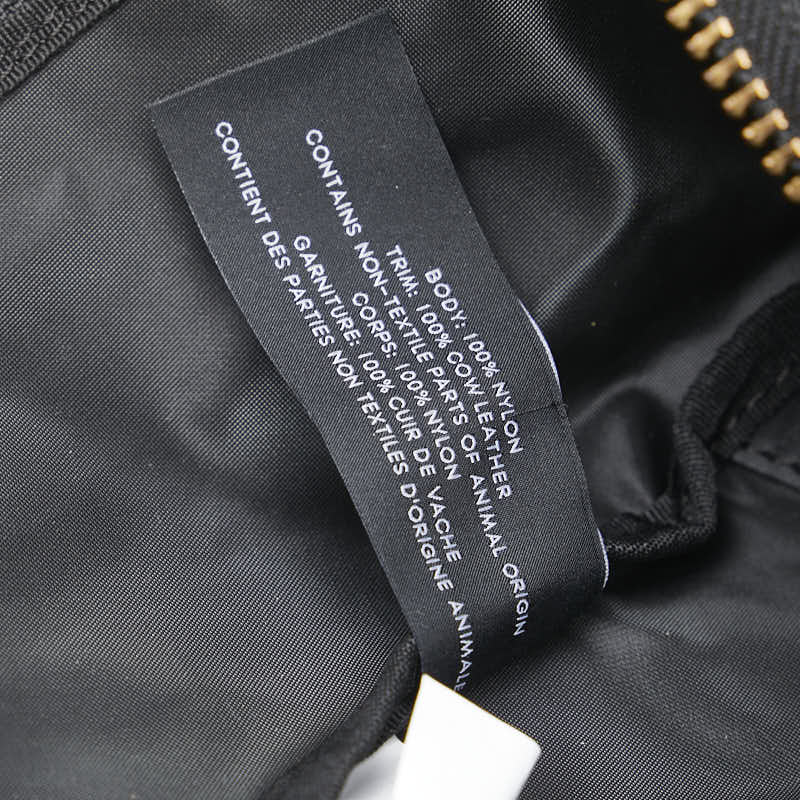 BODY: 100% NYLON
TRIM: 100% COW LEATHER
CONTAINS NON-TEXTILE PARTS OF ANIMAL ORIGIN
CORPS: 100% NYLON
GARNITURE: 100% CUIR DE VACHE
CONTIENT DES PARTIES NON TEXTILES D'ORIGINE ANIMALE